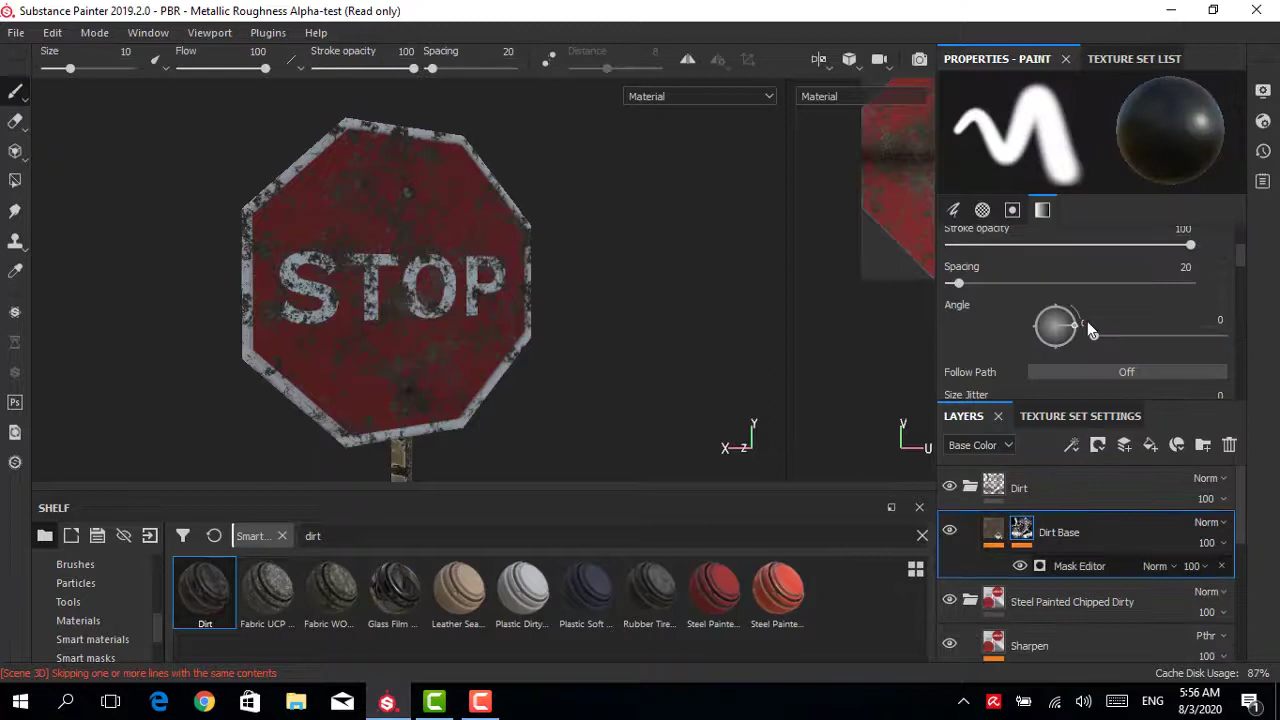 Substance Painter 2019.2.0 - PBR - Metallic Roughness Alpha-test (Read only)
File Edit Mode Window Viewport Plugins Help
Size 10 Flow 100 Stroke opacity 100 Spacing 20 Distance 8
Material
Material
STOP
Y
X Z
V
U
PROPERTIES - PAINT TEXTURE SET LIST
Stroke opacity 100
Spacing 20
Angle 0
Follow Path Off
Size Jitter 0
LAYERS TEXTURE SET SETTINGS
Base Color
Dirt Norm 100
Dirt Base Norm 100
Mask Editor Norm 100
Steel Painted Chipped Dirty Norm 100
Sharpen Pthr 100
SHELF
Smart... dirt
Brushes
Particles
Tools
Materials
Smart materials
Smart masks
Dirt Fabric UCP ... Fabric WO... Glass Film ... Leather Sea... Plastic Dirty... Plastic Soft ... Rubber Tire... Steel Painte... Steel Painte...
[Scene 3D] Skipping one or more lines with the same contents
Cache Disk Usage: 87%
Ps
ENG
5:56 AM
8/3/2020
1